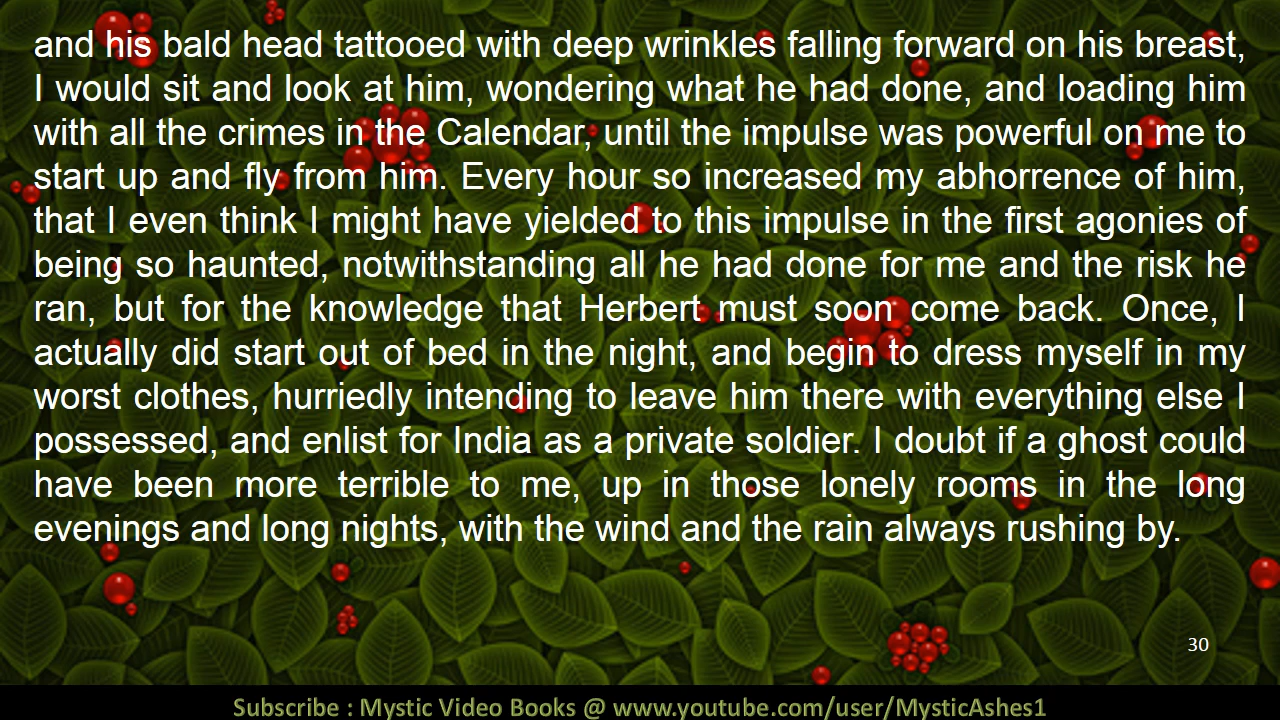 and his bald head tattooed with deep wrinkles falling forward on his breast,
I would sit and look at him, wondering what he had done, and loading him
with all the crimes in the Calendar, until the impulse was powerful on me to
start up and fly from him. Every hour so increased my abhorrence of him,
that I even think I might have yielded to this impulse in the first agonies of
being so haunted, notwithstanding all he had done for me and the risk he
ran, but for the knowledge that Herbert must soon come back. Once, I
actually did start out of bed in the night, and begin to dress myself in my
worst clothes, hurriedly intending to leave him there with everything else I
possessed, and enlist for India as a private soldier. I doubt if a ghost could
have been more terrible to me, up in those lonely rooms in the long
evenings and long nights, with the wind and the rain always rushing by.
30
Subscribe : Mystic Video Books @ www.youtube.com/user/MysticAshes1